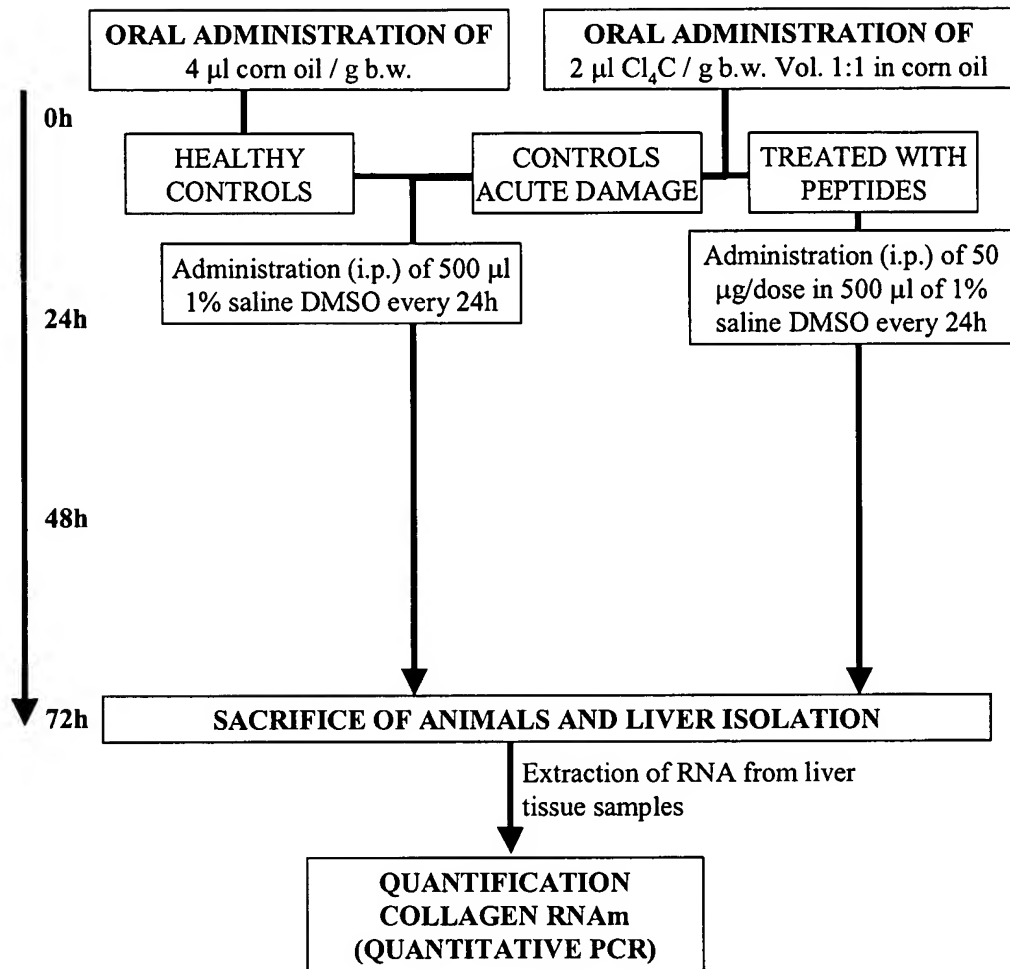 ORAL ADMINISTRATION OF
4 μl corn oil / g b.w.
ORAL ADMINISTRATION OF
2 μl Cl₄C / g b.w. Vol. 1:1 in corn oil
0h
HEALTHY
CONTROLS
CONTROLS
ACUTE DAMAGE
TREATED WITH
PEPTIDES
Administration (i.p.) of 500 μl
1% saline DMSO every 24h
Administration (i.p.) of 50
μg/dose in 500 μl of 1%
saline DMSO every 24h
24h
48h
72h
SACRIFICE OF ANIMALS AND LIVER ISOLATION
Extraction of RNA from liver
tissue samples
QUANTIFICATION
COLLAGEN RNAm
(QUANTITATIVE PCR)